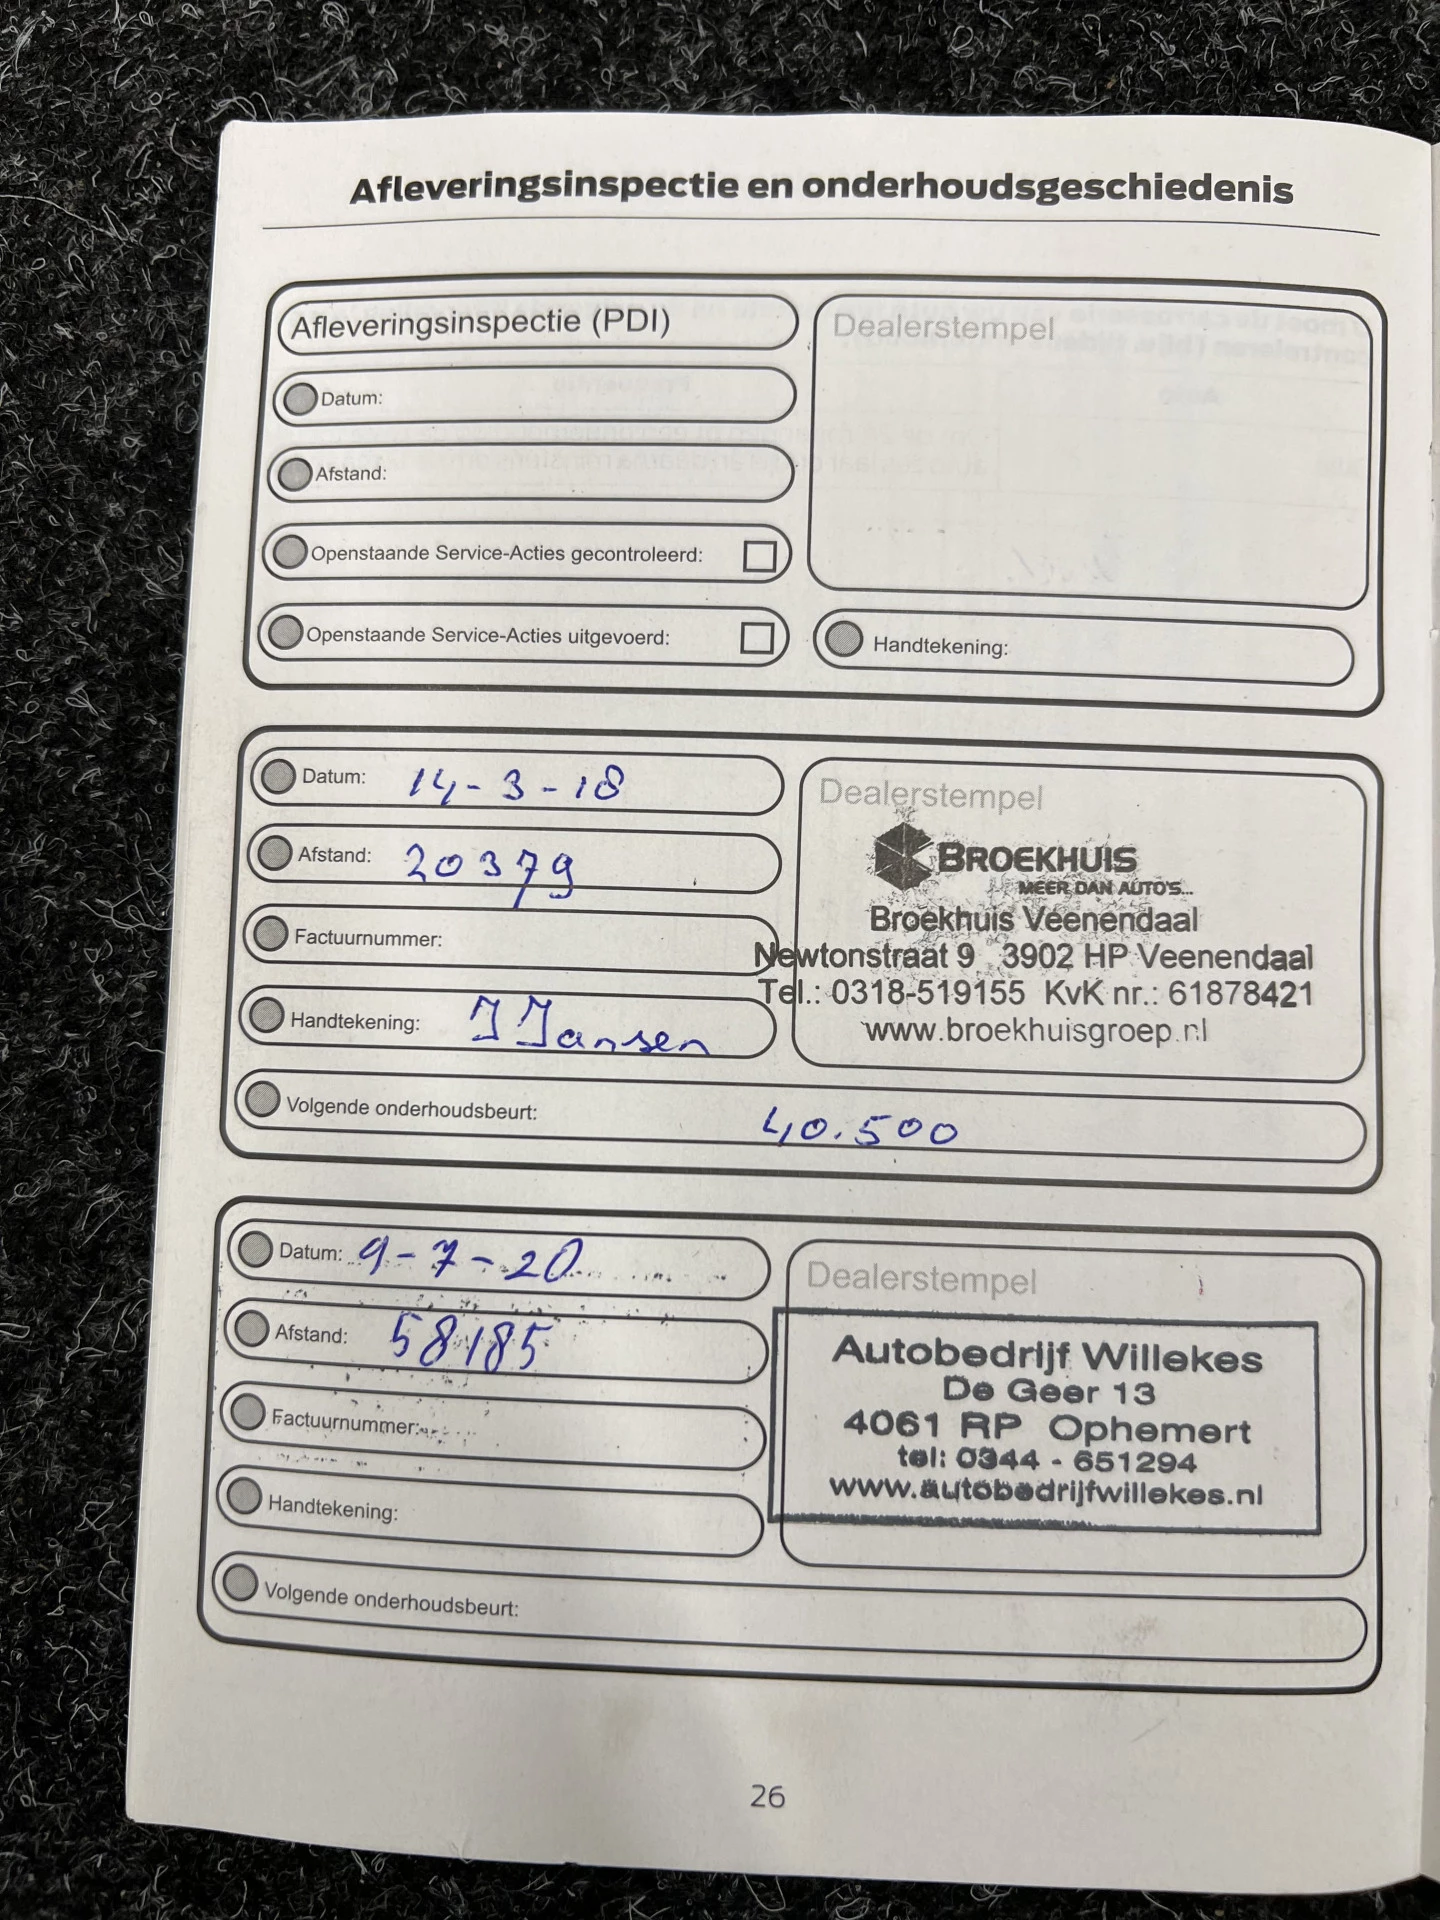 Afleveringsinspectie en onderhoudsgeschiedenis
Afleveringsinspectie (PDI)
Dealerstempel
Datum:
Afstand:
Openstaande Service-Acties gecontroleerd:
Openstaande Service-Acties uitgevoerd:
Handtekening:
Datum: 14-3-18
Afstand: 20379
Factuurnummer:
Handtekening: J Jansen
Dealerstempel
BROEKHUIS
MEER DAN AUTO'S...
Broekhuis Veenendaal
Newtonstraat 9 3902 HP Veenendaal
Tel.: 0318-519155 KvK nr.: 61878421
www.broekhuisgroep.nl
Volgende onderhoudsbeurt: 40.500
Datum: 9-7-20
Afstand: 58185
Factuurnummer:
Handtekening:
Dealerstempel
Autobedrijf Willekes
De Geer 13
4061 RP Ophemert
tel: 0344 - 651294
www.autobedrijfwillekes.nl
Volgende onderhoudsbeurt:
26